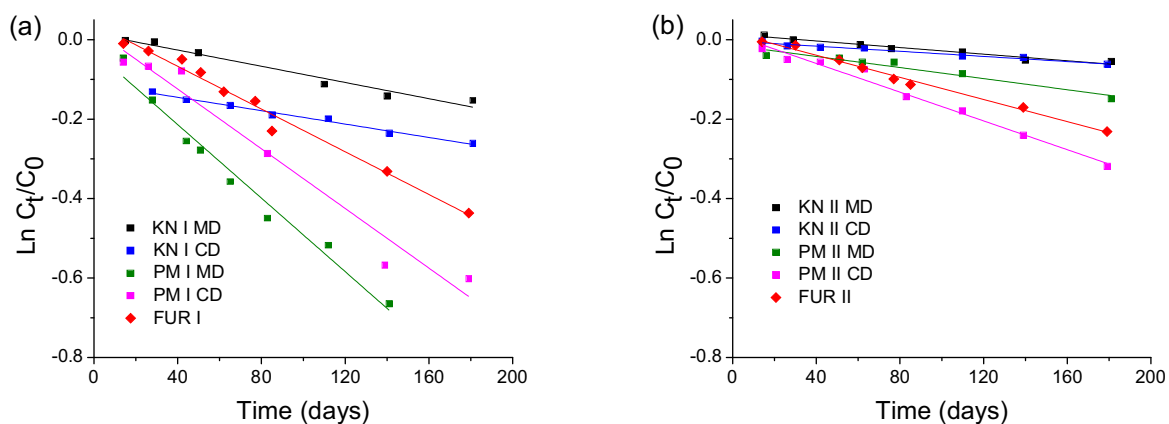 (a)
0.0
-0.2
-0.4
-0.6
-0.8
Ln Ct/C0
KN I MD
KN I CD
PM I MD
PM I CD
FUR I
0 40 80 120 160 200
Time (days)
(b)
0.0
-0.2
-0.4
-0.6
-0.8
Ln Ct/C0
KN II MD
KN II CD
PM II MD
PM II CD
FUR II
0 40 80 120 160 200
Time (days)